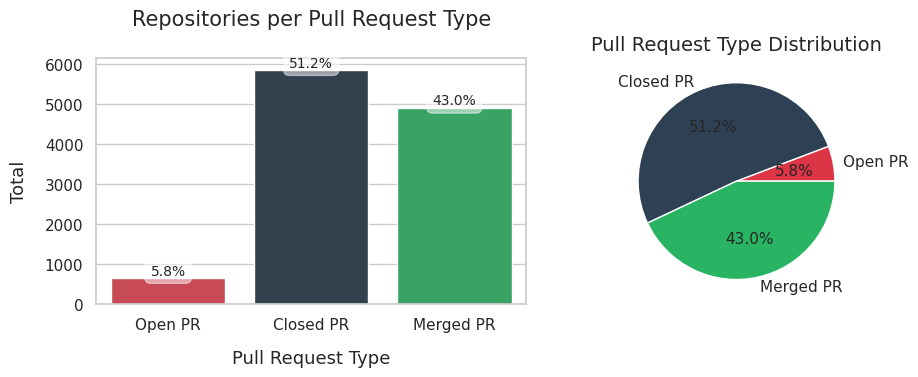 Repositories per Pull Request Type
Total
6000
5000
4000
3000
2000
1000
0
5.8%
51.2%
43.0%
Open PR
Closed PR
Merged PR
Pull Request Type
Pull Request Type Distribution
Closed PR
51.2%
Open PR
5.8%
43.0%
Merged PR